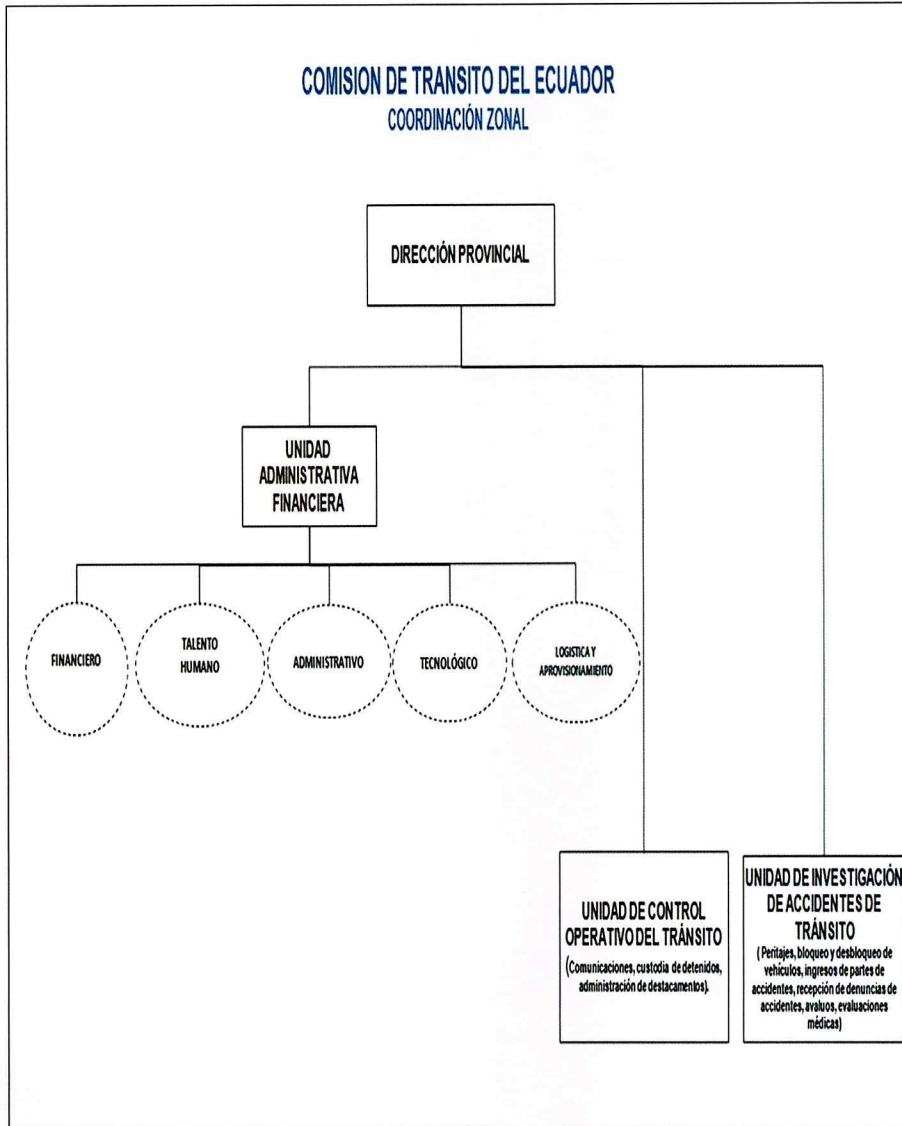 COMISION DE TRANSITO DEL ECUADOR
COORDINACIÓN ZONAL
DIRECCIÓN PROVINCIAL
UNIDAD
ADMINISTRATIVA
FINANCIERA
FINANCIERO
TALENTO
HUMANO
ADMINISTRATIVO
TECNOLÓGICO
LOGISTICA Y
APROVISIONAMIENTO
UNIDAD DE CONTROL
OPERATIVO DEL TRÁNSITO
(Comunicaciones, custodia de detenidos,
administración de destacamentos).
UNIDAD DE INVESTIGACIÓN
DE ACCIDENTES DE
TRÁNSITO
( Peritajes, bloqueo y desbloqueo de
vehículos, ingresos de partes de
accidentes, recepción de denuncias de
accidentes, avaluos, evaluaciones
médicas)